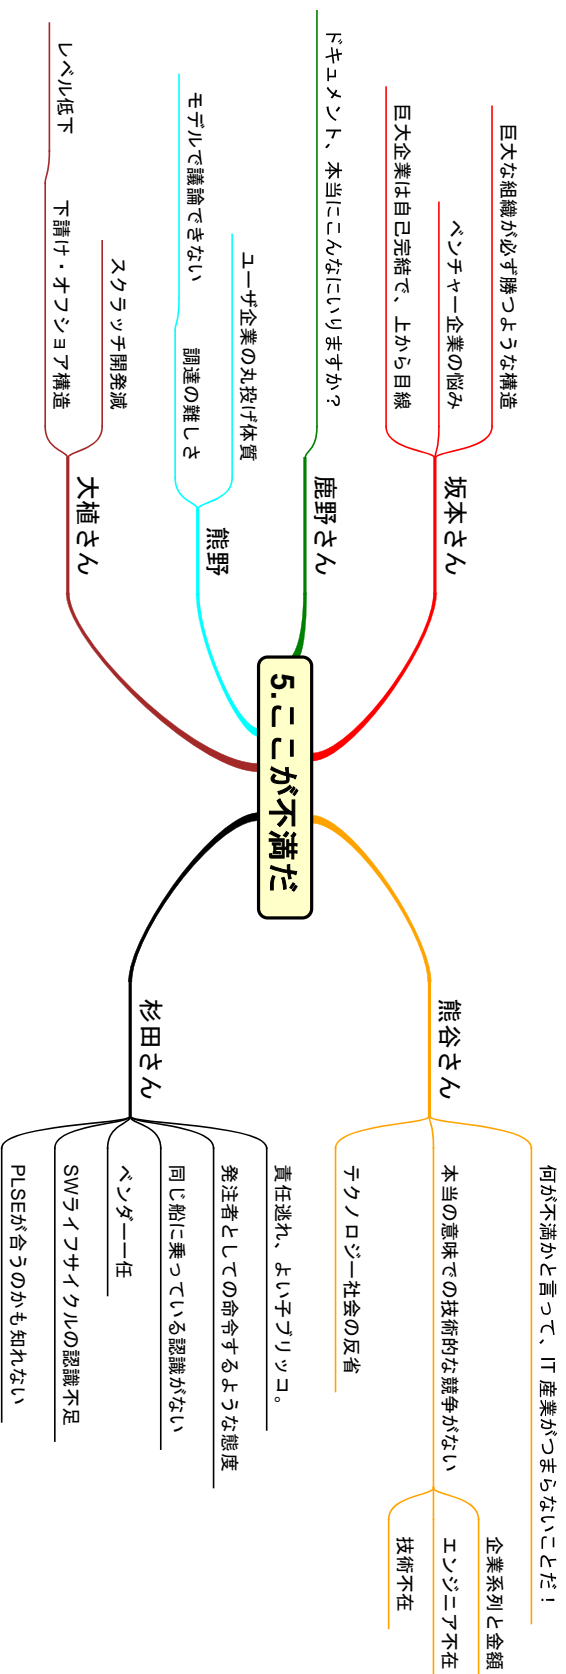 5.ここが不満だ
坂本さん
巨大な組織が必ず勝つような構造
ベンチャー企業の悩み
巨大企業は自己完結で、上から目線
鹿野さん
ドキュメント、本当にこんなにいりますか？
熊野
ユーザ企業の丸投げ体質
調達の難しさ
モデルで議論できない
大植さん
スクラッチ開発減
下請け・オフショア構造
レベル低下
熊谷さん
何が不満かと言って、IT 産業がつまらないことだ！
本当の意味での技術的な競争がない
企業系列と金額
エンジニア不在
技術不在
テクノロジー社会の反省
杉田さん
責任逃れ、よい子ブリッコ。
発注者としての命令するような態度
同じ船に乗っている認識がない
ベンダー一任
SWライフサイクルの認識不足
PLSEが合うのかも知れない